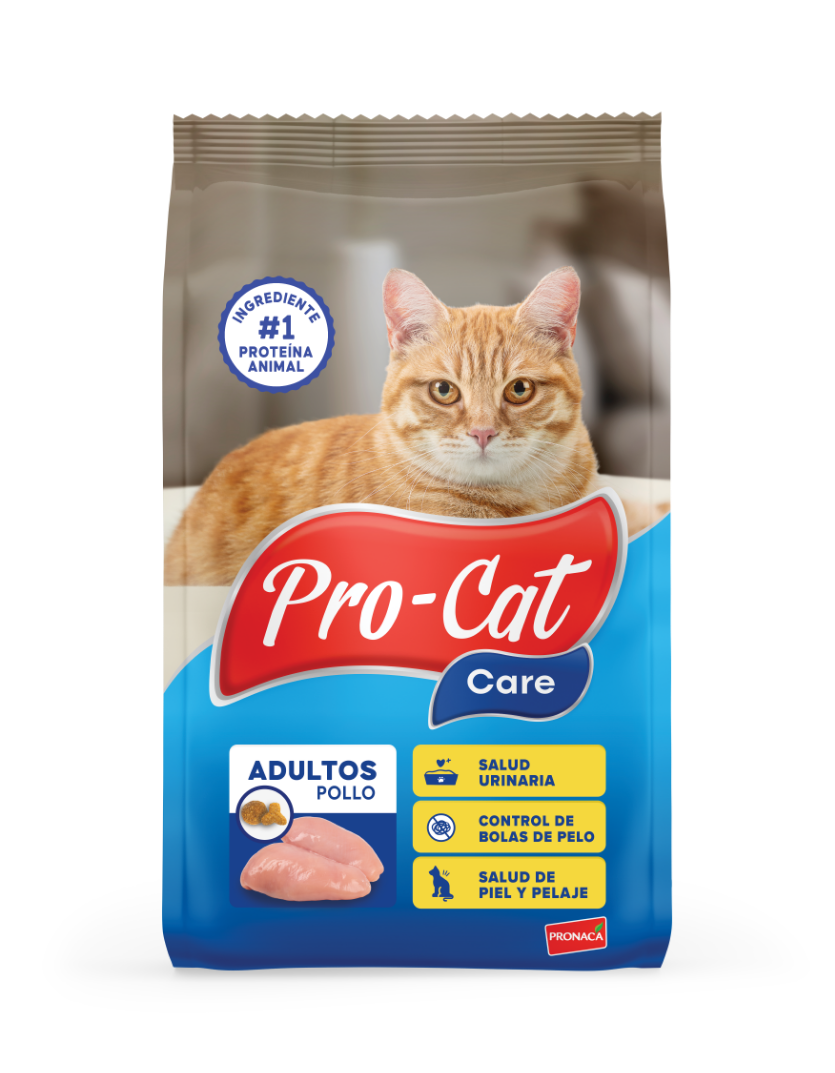 INGREDIENTE
#1
PROTEÍNA
ANIMAL
Pro-Cat
Care
ADULTOS
POLLO
SALUD
URINARIA
CONTROL DE
BOLAS DE PELO
SALUD DE
PIEL Y PELAJE
PRONACA